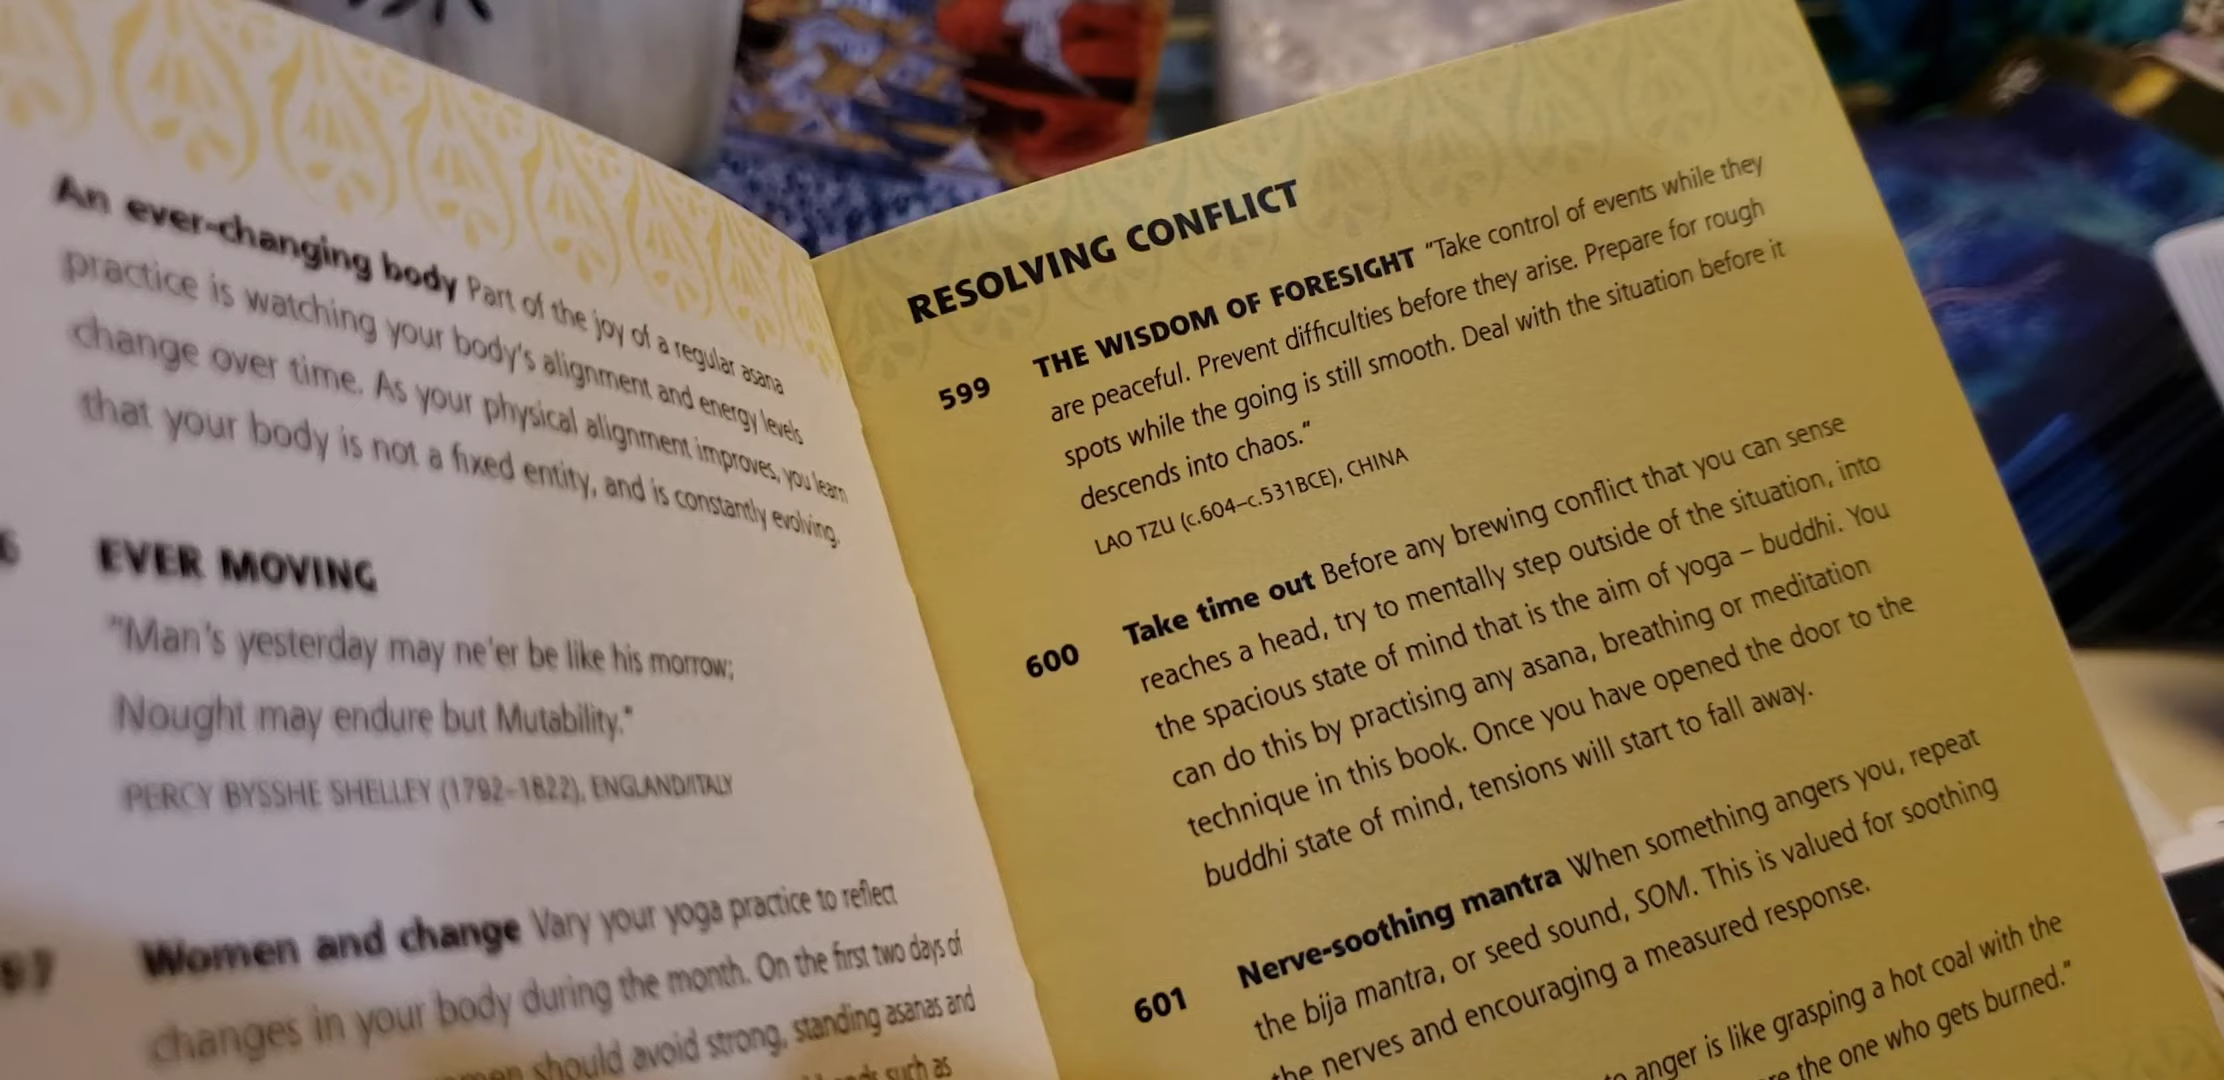 An ever-changing body Part of the joy of a regular asana
practice is watching your body's alignment and energy levels
change over time. As your physical alignment improves, you learn
that your body is not a fixed entity, and is constantly evolving.
6 EVER MOVING
"Man's yesterday may ne'er be like his morrow;
Nought may endure but Mutability."
PERCY BYSSHE SHELLEY (1792–1822), ENGLAND/ITALY
97 Women and change Vary your yoga practice to reflect
changes in your body during the month. On the first two days of
should avoid strong, standing asanas and
such as
RESOLVING CONFLICT
599 THE WISDOM OF FORESIGHT "Take control of events while they
are peaceful. Prevent difficulties before they arise. Prepare for rough
spots while the going is still smooth. Deal with the situation before it
descends into chaos."
LAO TZU (c.604–c.531BCE), CHINA
600 Take time out Before any brewing conflict that you can sense
reaches a head, try to mentally step outside of the situation, into
the spacious state of mind that is the aim of yoga – buddhi. You
can do this by practising any asana, breathing or meditation
technique in this book. Once you have opened the door to the
buddhi state of mind, tensions will start to fall away.
601 Nerve-soothing mantra When something angers you, repeat
the bija mantra, or seed sound, SOM. This is valued for soothing
the nerves and encouraging a measured response.
to anger is like grasping a hot coal with the
the one who gets burned."